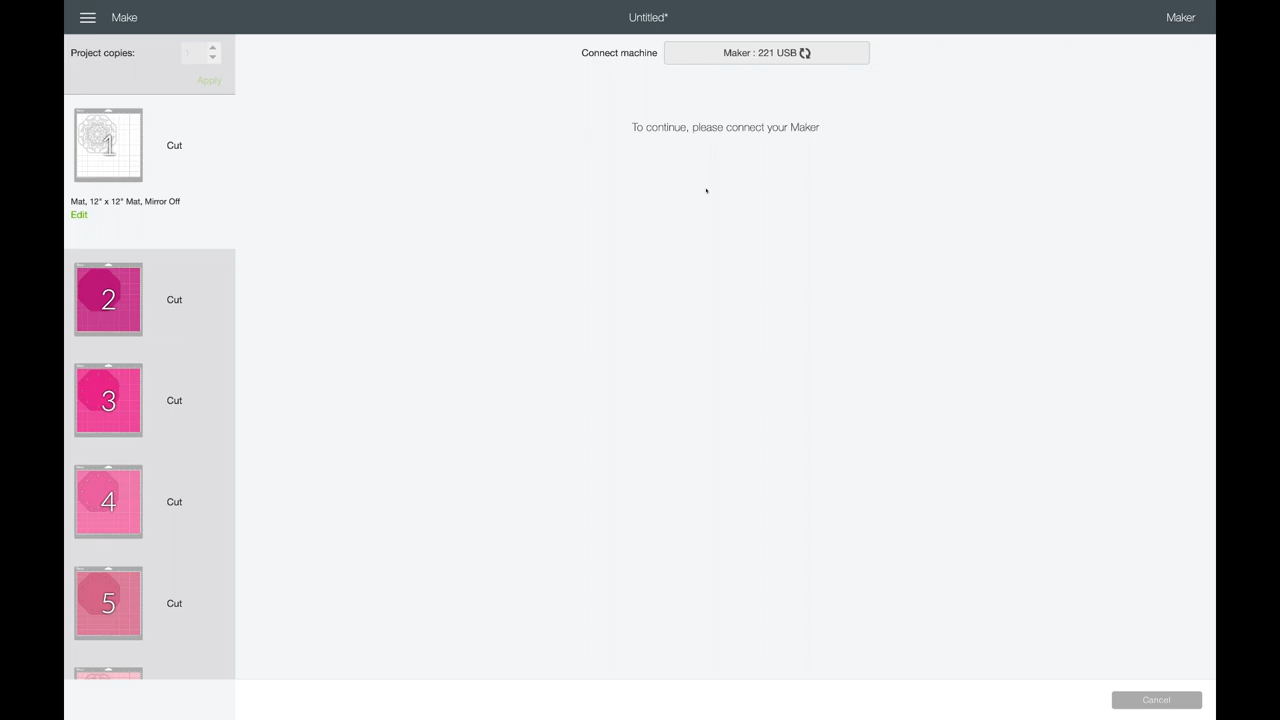 Make
Untitled*
Maker
Project copies:
1
Apply
Connect machine
Maker : 221 USB
To continue, please connect your Maker
1
Cut
Mat, 12" x 12" Mat, Mirror Off
Edit
2
Cut
3
Cut
4
Cut
5
Cut
Cancel